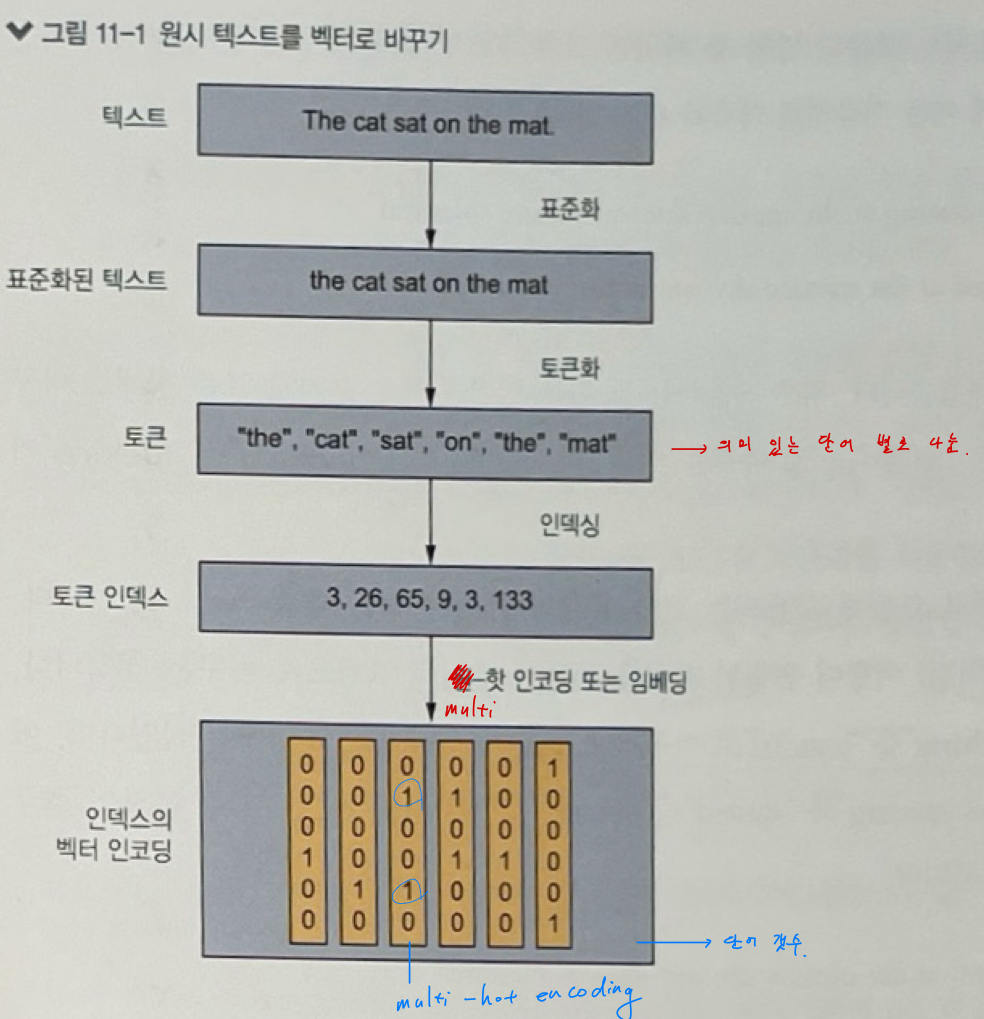 그림 11-1 원시 텍스트를 벡터로 바꾸기
텍스트
The cat sat on the mat.
표준화
표준화된 텍스트
the cat sat on the mat
토큰화
토큰
"the", "cat", "sat", "on", "the", "mat"
→ 의미 있는 단어 별로 나눔.
인덱싱
토큰 인덱스
3, 26, 65, 9, 3, 133
-핫 인코딩 또는 임베딩
multi
인덱스의
벡터 인코딩
0 0 0 0 0 1
0 0 1 1 0 0
0 0 0 0 0 0
1 0 0 1 1 0
0 1 1 0 0 0
0 0 0 0 0 1
→ 단어 갯수.
multi-hot encoding